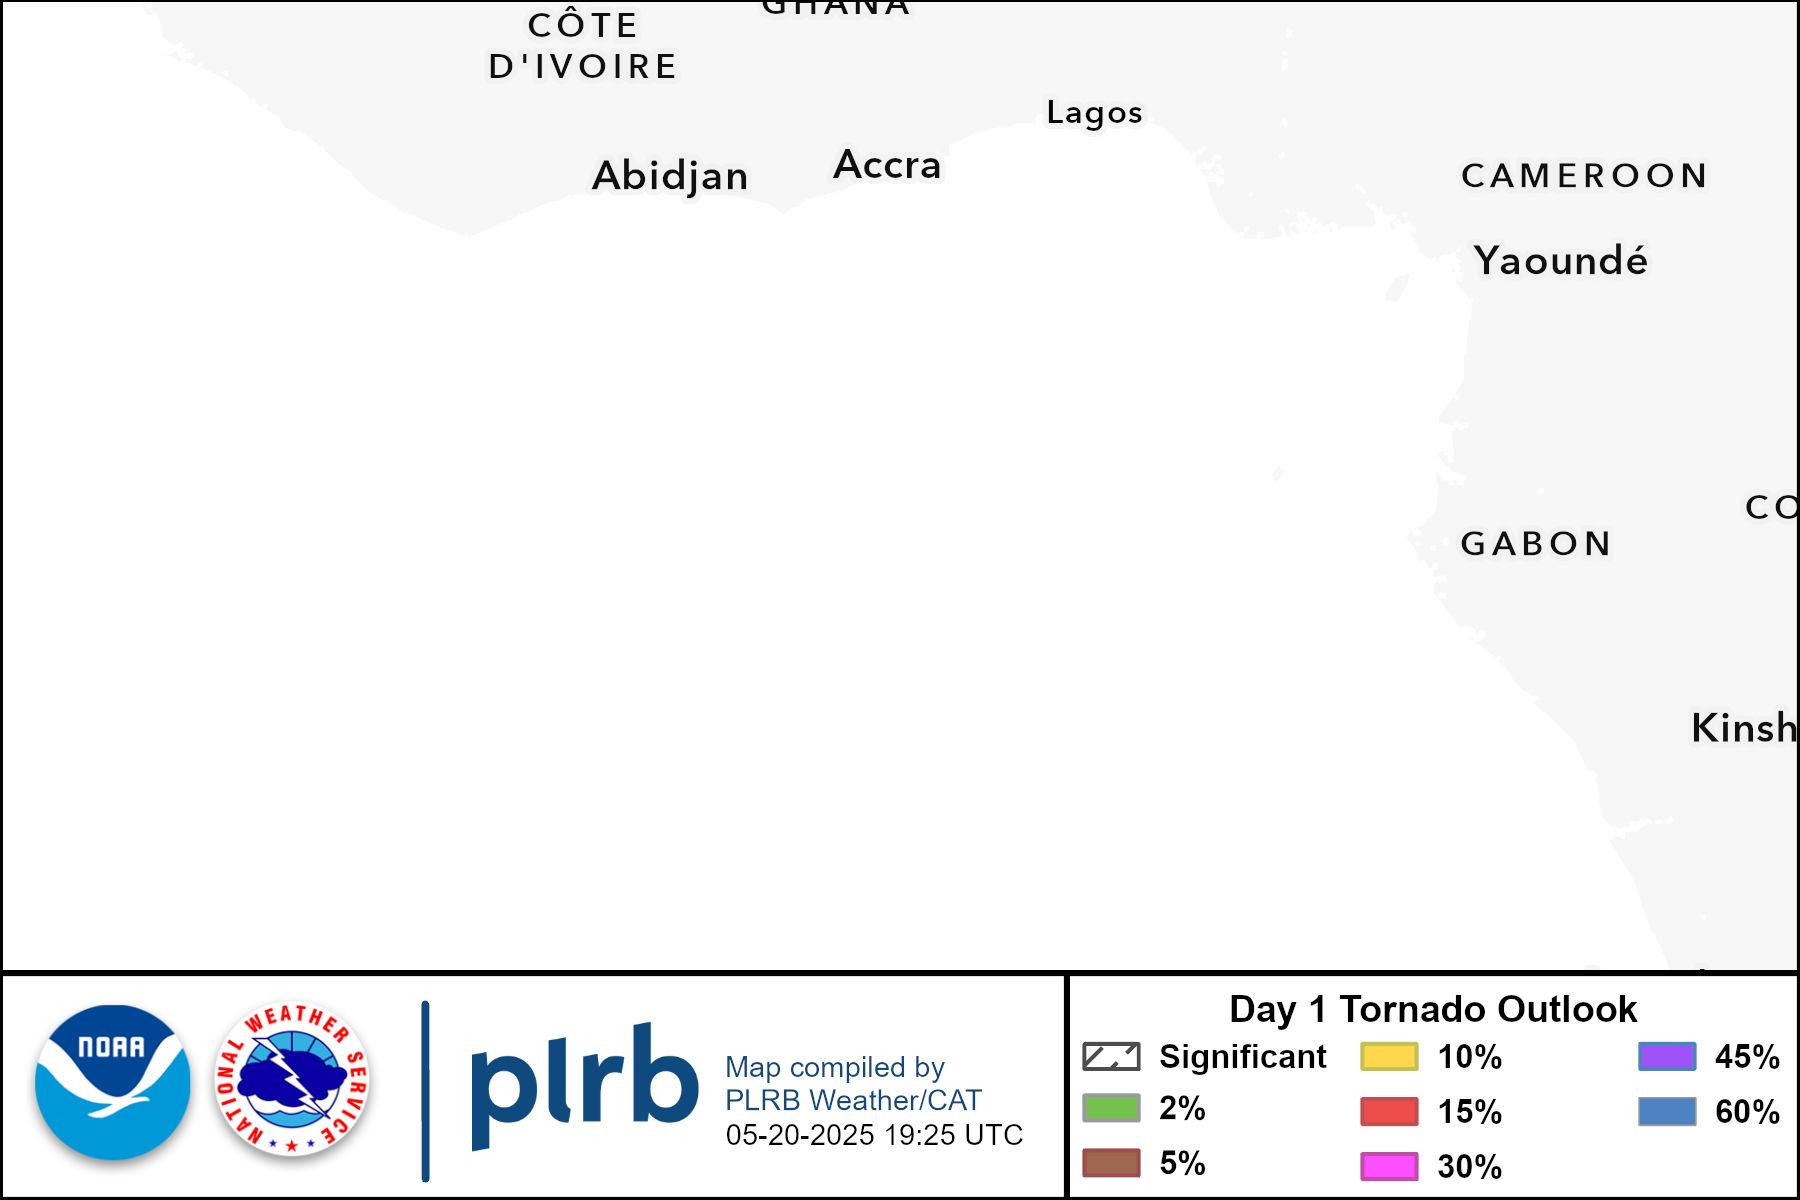 GHANA
CÔTE
D'IVOIRE
Lagos
Abidjan
Accra
CAMEROON
Yaoundé
CO
GABON
Kinsh
NOAA
NATIONAL WEATHER SERVICE
plrb
Map compiled by
PLRB Weather/CAT
05-20-2025 19:25 UTC
Day 1 Tornado Outlook
Significant
2%
5%
10%
15%
30%
45%
60%